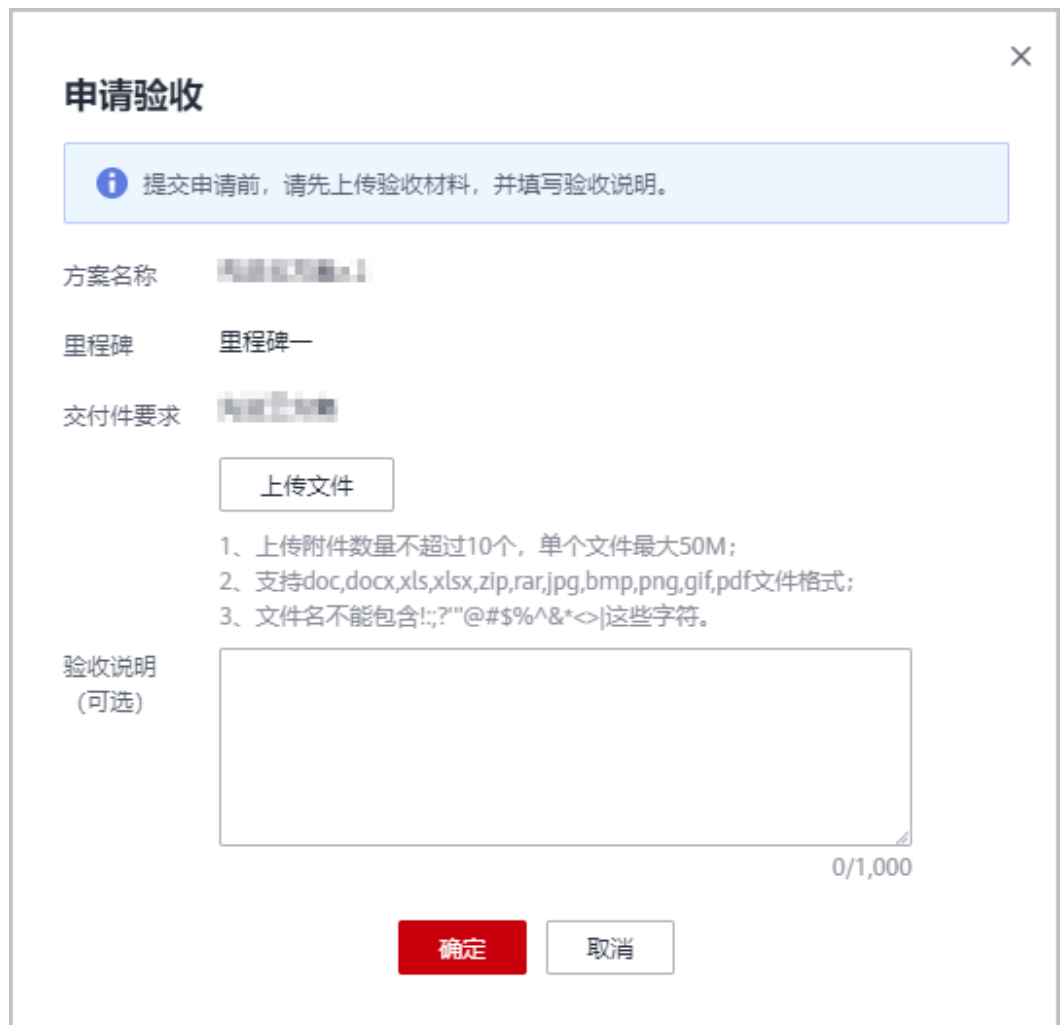 申请验收
提交申请前，请先上传验收材料，并填写验收说明。
方案名称
里程碑 里程碑一
交付件要求
上传文件
1、上传附件数量不超过10个，单个文件最大50M；
2、支持doc,docx,xls,xlsx,zip,rar,jpg,bmp,png,gif,pdf文件格式；
3、文件名不能包含!:;?'"@#$%^&*<>|这些字符。
验收说明
(可选)
0/1,000
确定 取消